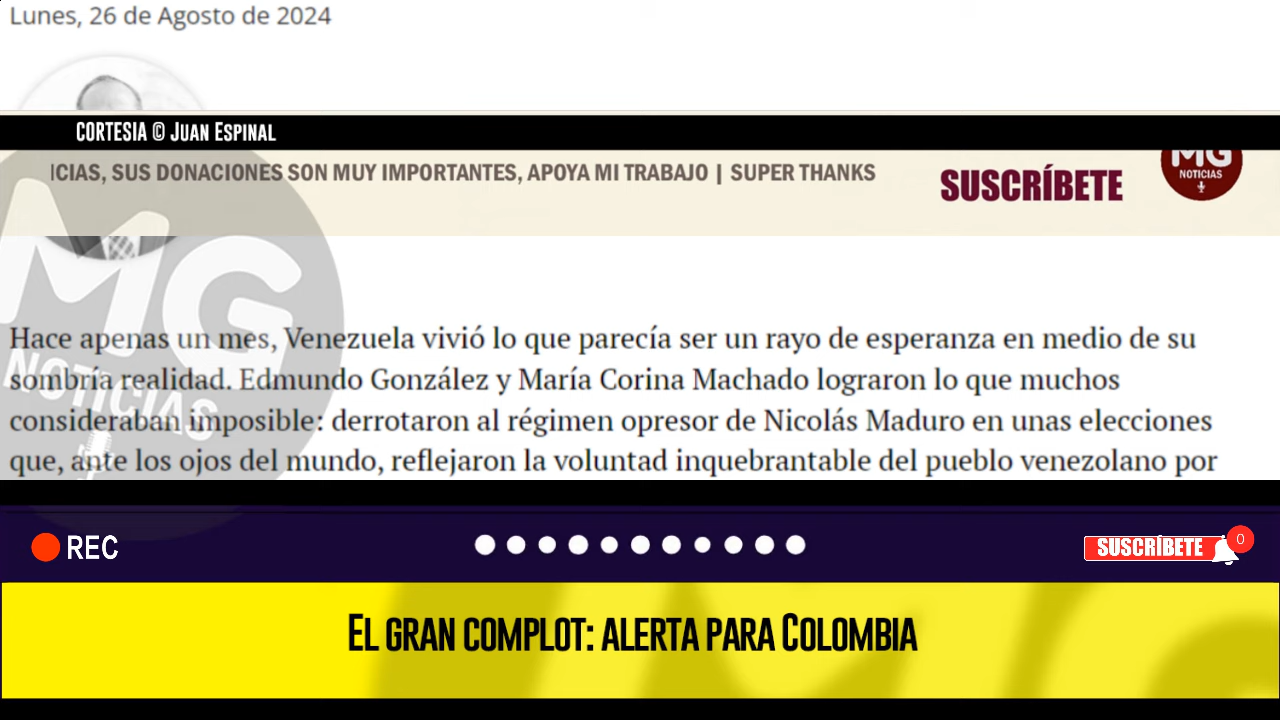 Lunes, 26 de Agosto de 2024
CORTESIA © JUAN ESPINAL
ICIAS, SUS DONACIONES SON MUY IMPORTANTES, APOYA MI TRABAJO | SUPER THANKS
SUSCRÍBETE
MG
NOTICIAS
MG
NOTICIAS
Hace apenas un mes, Venezuela vivió lo que parecía ser un rayo de esperanza en medio de su
sombría realidad. Edmundo González y María Corina Machado lograron lo que muchos
consideraban imposible: derrotaron al régimen opresor de Nicolás Maduro en unas elecciones
que, ante los ojos del mundo, reflejaron la voluntad inquebrantable del pueblo venezolano por
REC
SUSCRÍBETE
0
EL GRAN COMPLOT: ALERTA PARA COLOMBIA